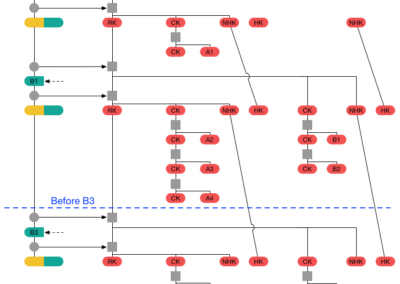 RK CK NHK HK NHK
CK A1
B1
RK CK NHK HK CK NHK HK
CK A2 CK B1
CK A3 CK B2
CK A4
Before B3
B3
RK CK NHK HK CK NHK HK